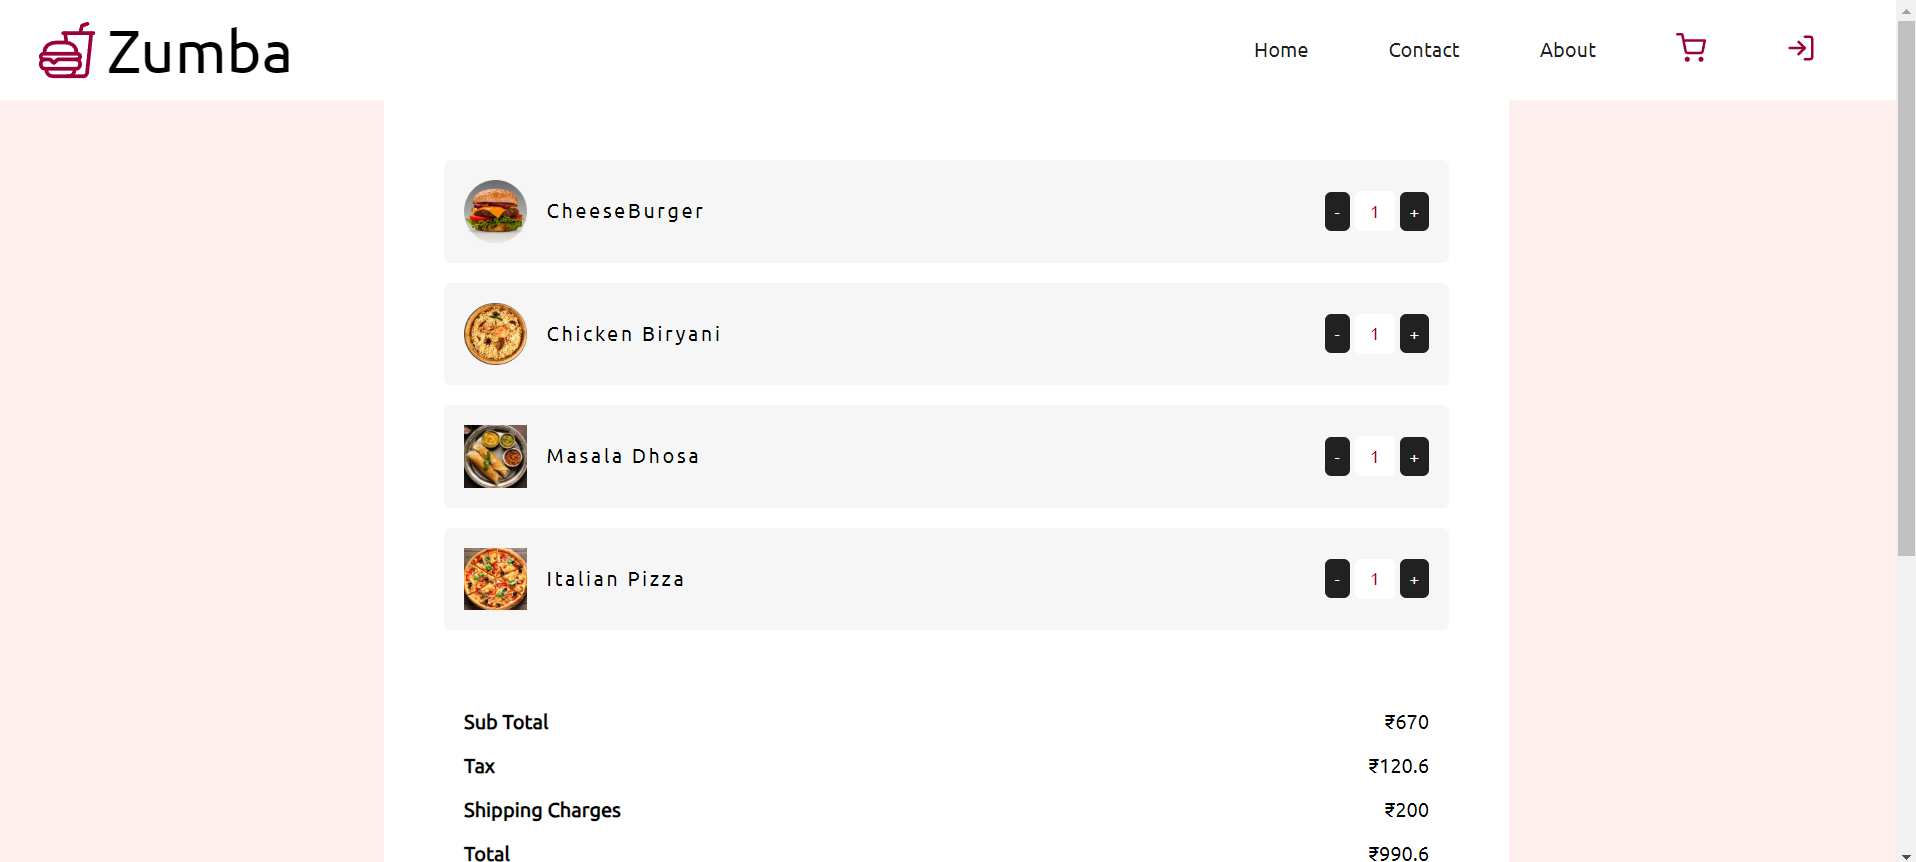 Zumba
Home Contact About
CheeseBurger - 1 +
Chicken Biryani - 1 +
Masala Dhosa - 1 +
Italian Pizza - 1 +
Sub Total ₹670
Tax ₹120.6
Shipping Charges ₹200
Total ₹990.6